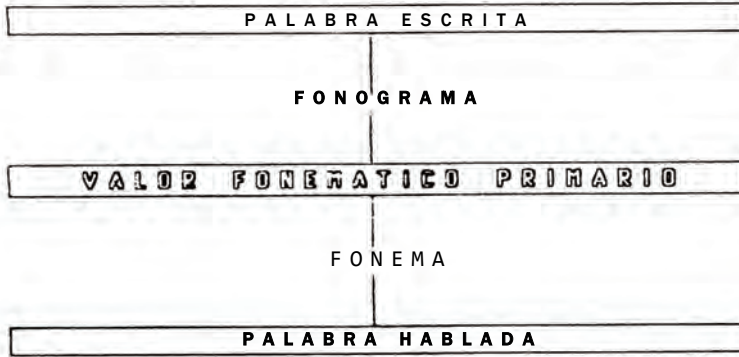 PALABRA ESCRITA
FONOGRAMA
VALOR FONEMATICO PRIMARIO
FONEMA
PALABRA HABLADA